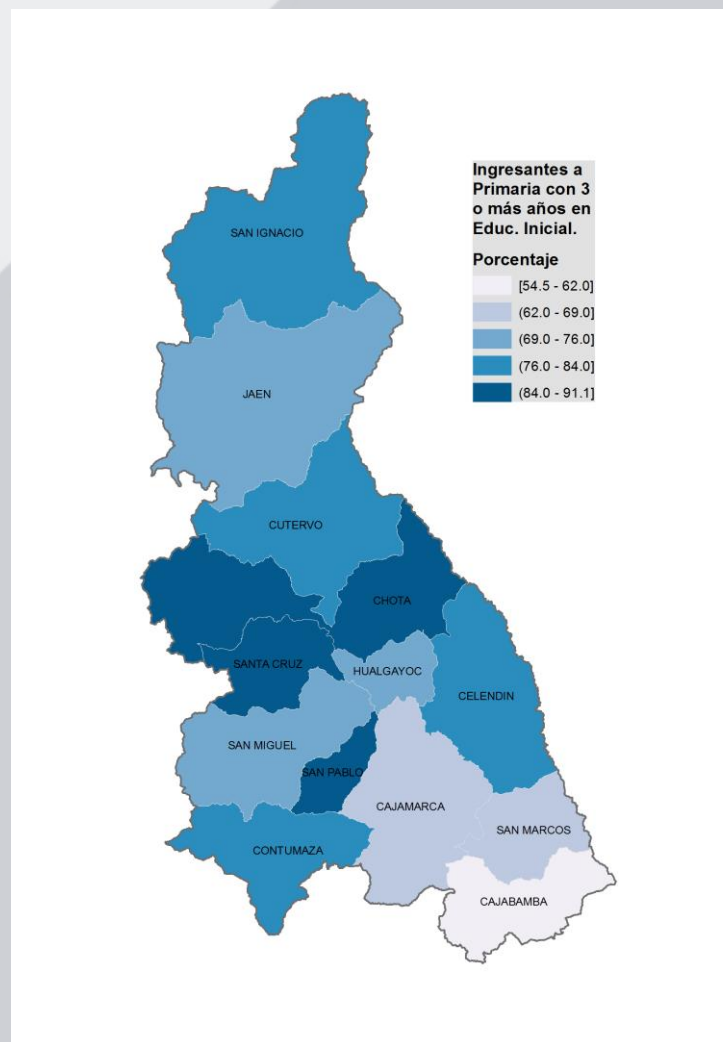 Ingresantes a
Primaria con 3
o más años en
Educ. Inicial.
Porcentaje
[54.5 - 62.0]
(62.0 - 69.0]
(69.0 - 76.0]
(76.0 - 84.0]
(84.0 - 91.1]
SAN IGNACIO
JAEN
CUTERVO
CHOTA
SANTA CRUZ
HUALGAYOC
CELENDIN
SAN MIGUEL
SAN PABLO
CAJAMARCA
SAN MARCOS
CONTUMAZA
CAJABAMBA